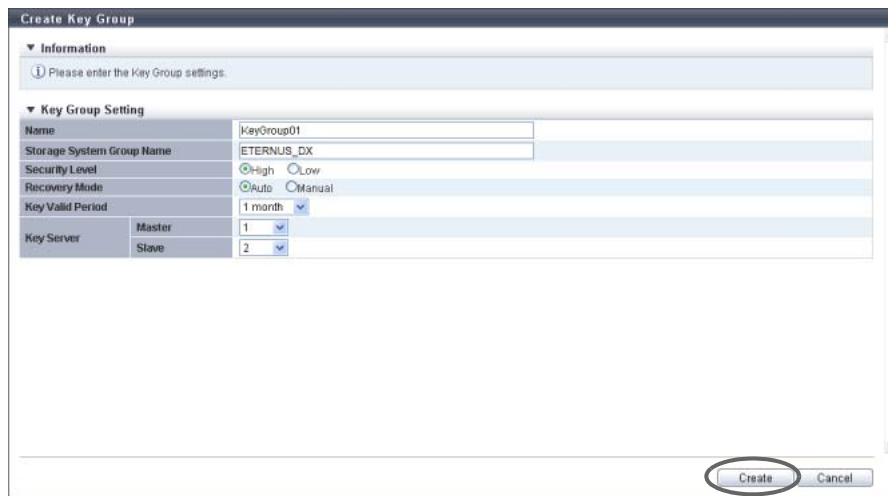 Create Key Group
Information
Please enter the Key Group settings.
Key Group Setting
Name KeyGroup01
Storage System Group Name ETERNUS_DX
Security Level High Low
Recovery Mode Auto Manual
Key Valid Period 1 month
Key Server Master 1
Slave 2
Create Cancel